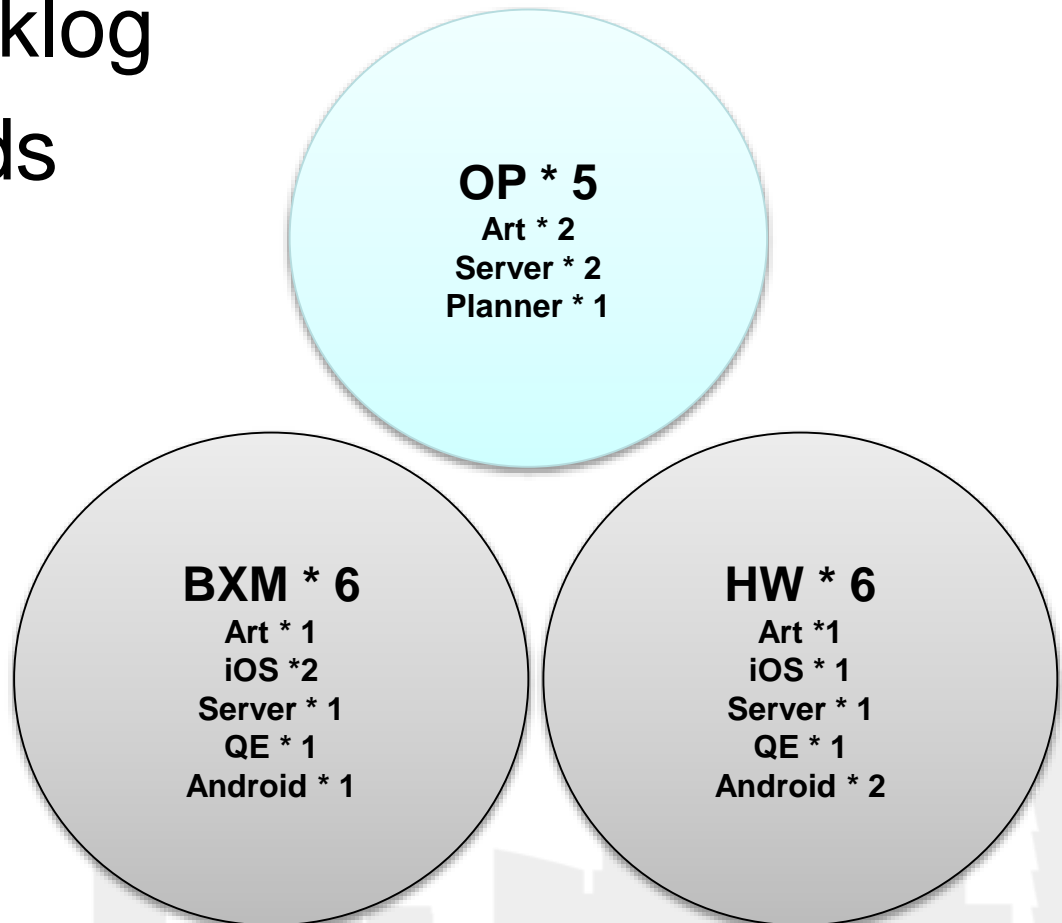 klog
ds
OP * 5
Art * 2
Server * 2
Planner * 1
BXM * 6
Art * 1
iOS *2
Server * 1
QE * 1
Android * 1
HW * 6
Art *1
iOS * 1
Server * 1
QE * 1
Android * 2